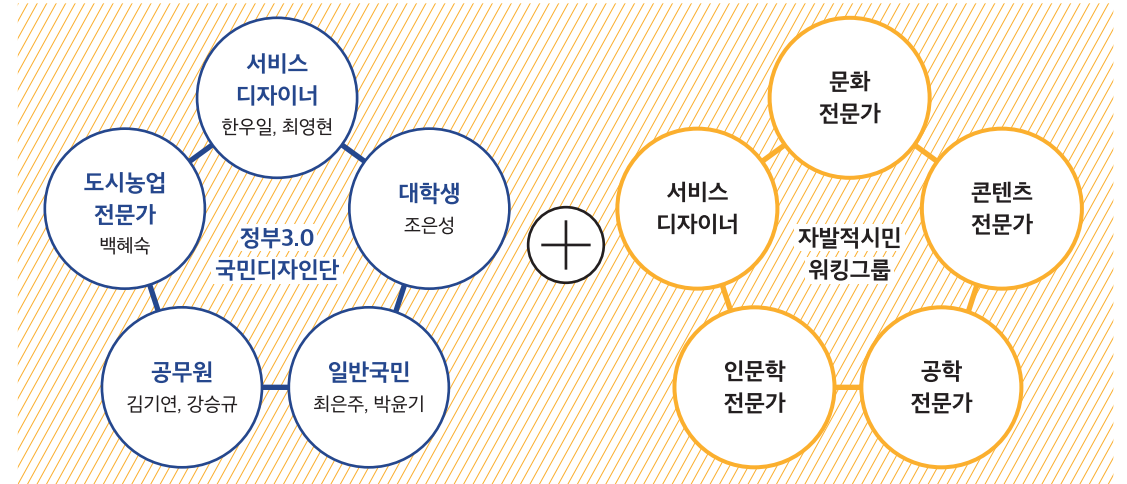 서비스
디자이너
한우일, 최영현
도시농업
전문가
백혜숙
대학생
조은성
정부3.0
국민디자인단
공무원
김기연, 강승규
일반국민
최은주, 박윤기
문화
전문가
서비스
디자이너
콘텐츠
전문가
자발적시민
워킹그룹
인문학
전문가
공학
전문가